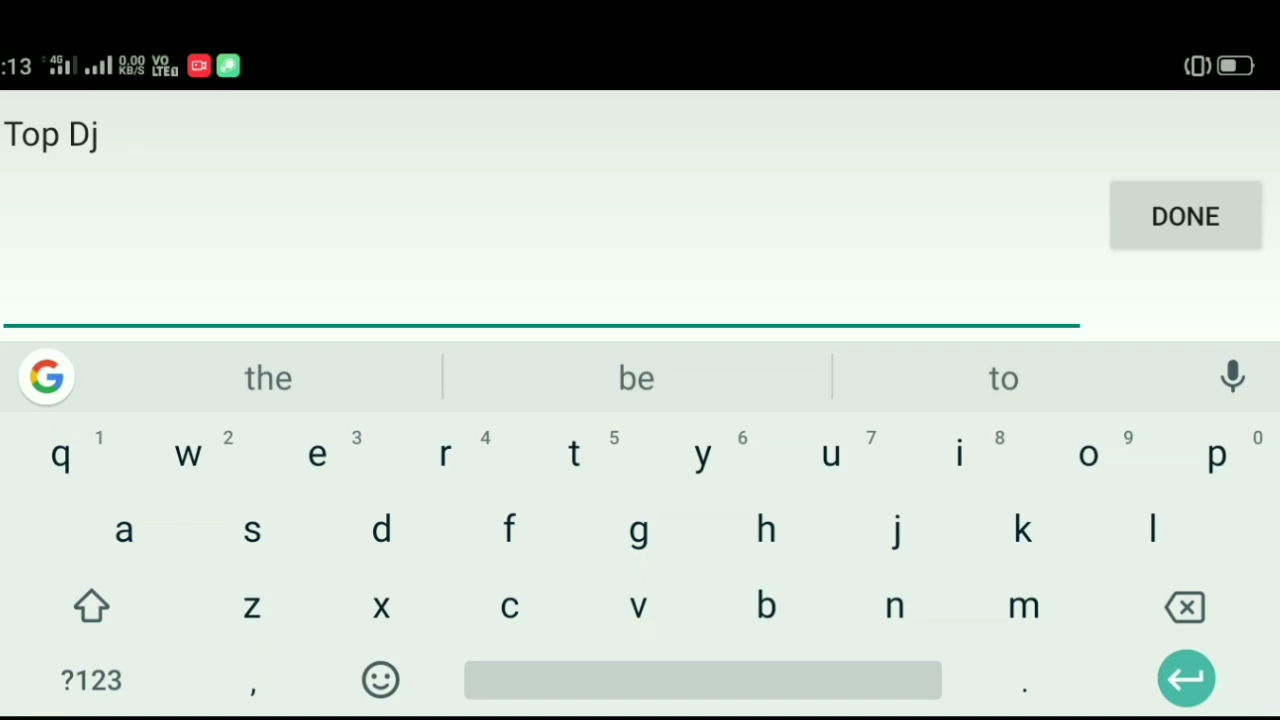 :13 4G 0.00 KB/S VO LTE
Top Dj
DONE
the be to
q 1 w 2 e 3 r 4 t 5 y 6 u 7 i 8 o 9 p 0
a s d f g h j k l
z x c v b n m
?123 , .